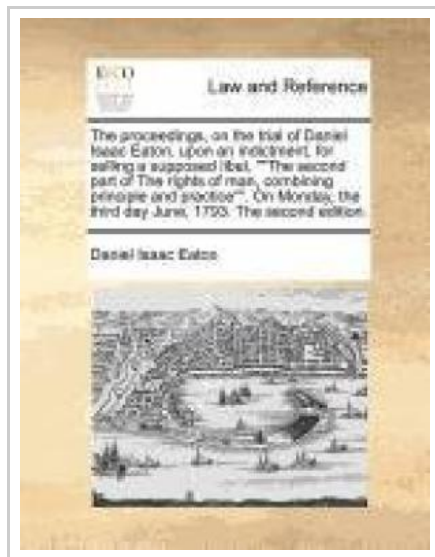 ECCO
Law and Reference
The proceedings, on the trial of Daniel
Isaac Eaton, upon an indictment, for
selling a supposed libel, ""The second
part of The rights of man, combining
principle and practice"". On Monday, the
third day June, 1793. The second edition.
Daniel Isaac Eaton